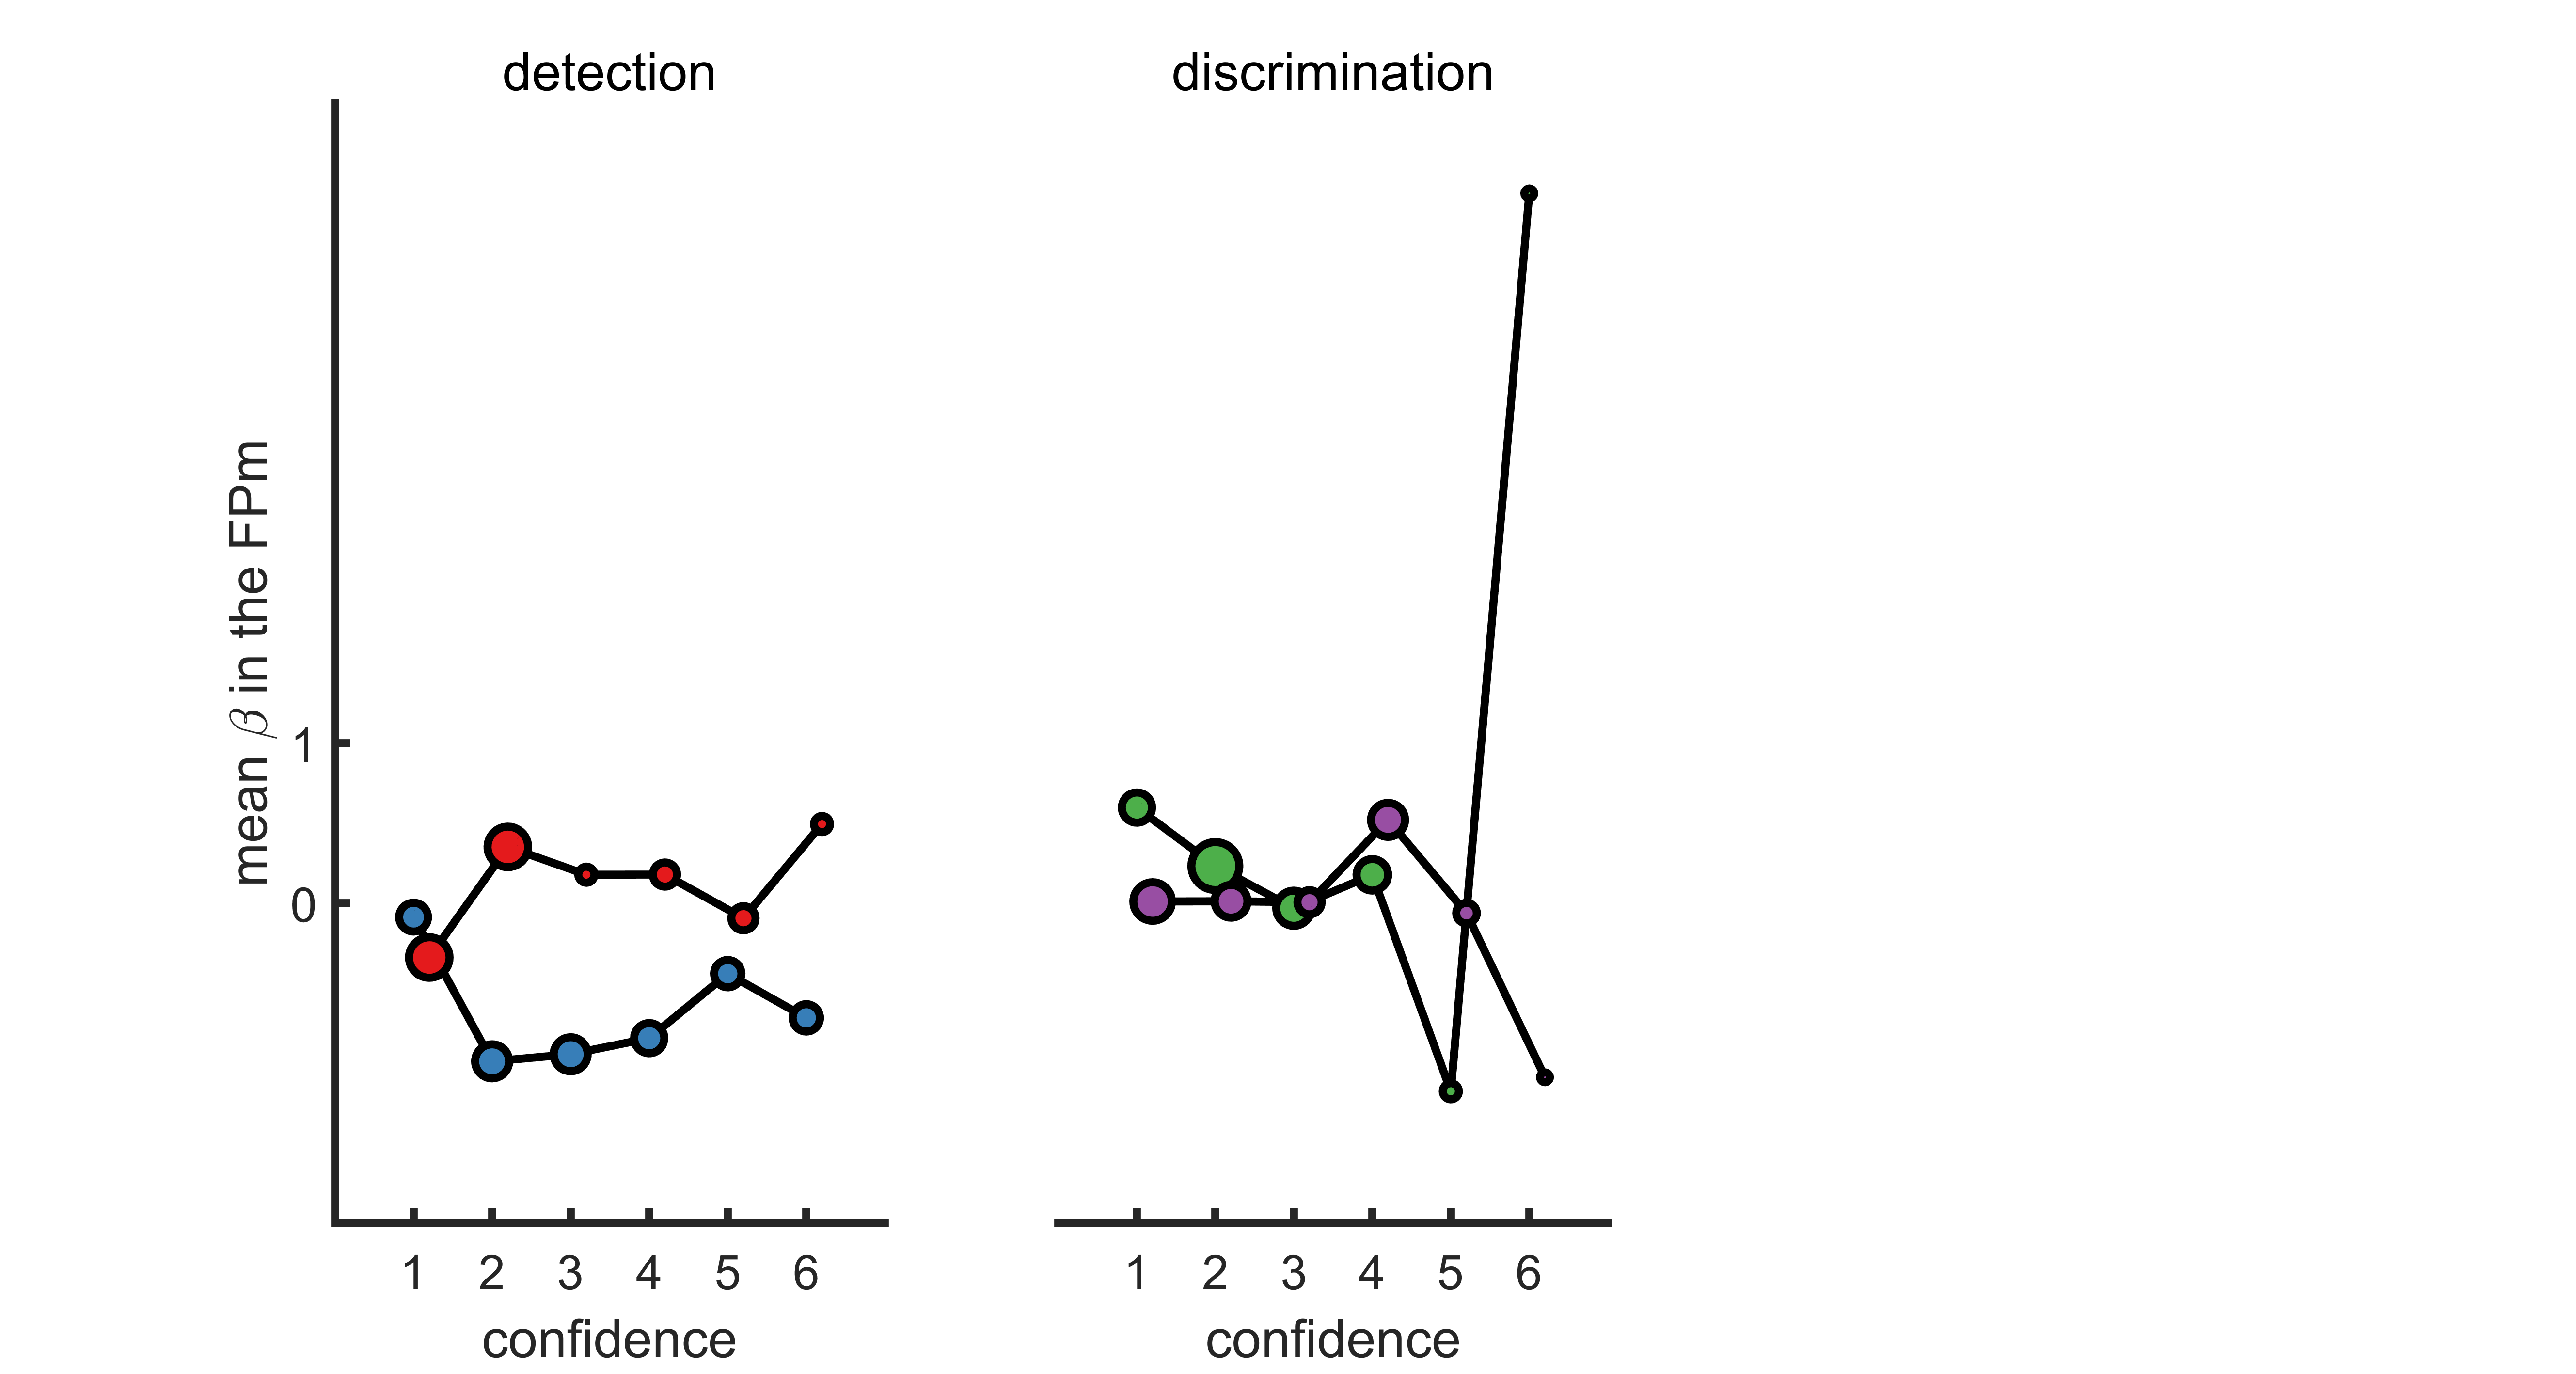 detection
discrimination
mean β in the FPm
1
0
1 2 3 4 5 6
1 2 3 4 5 6
confidence
confidence